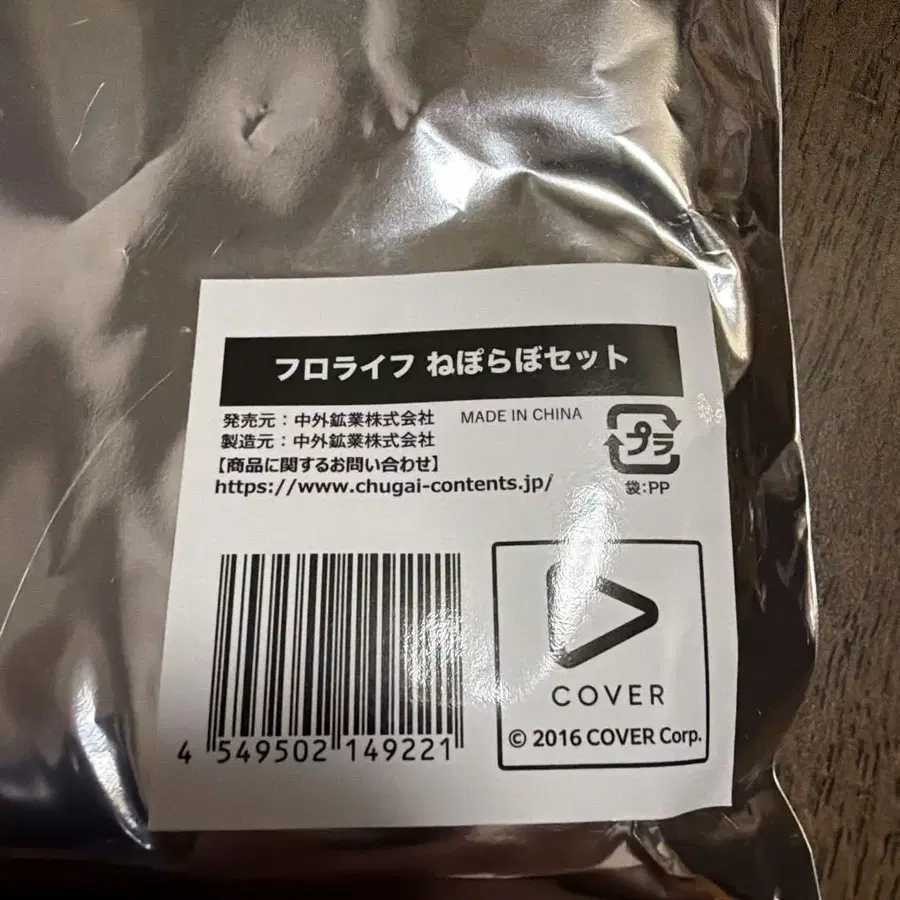 フロライフ ねぽらぼセット
発売元：中外鉱業株式会社 MADE IN CHINA
製造元：中外鉱業株式会社
【商品に関するお問い合わせ】
https://www.chugai-contents.jp/
プラ
袋：PP
4 549502 149221
COVER
© 2016 COVER Corp.